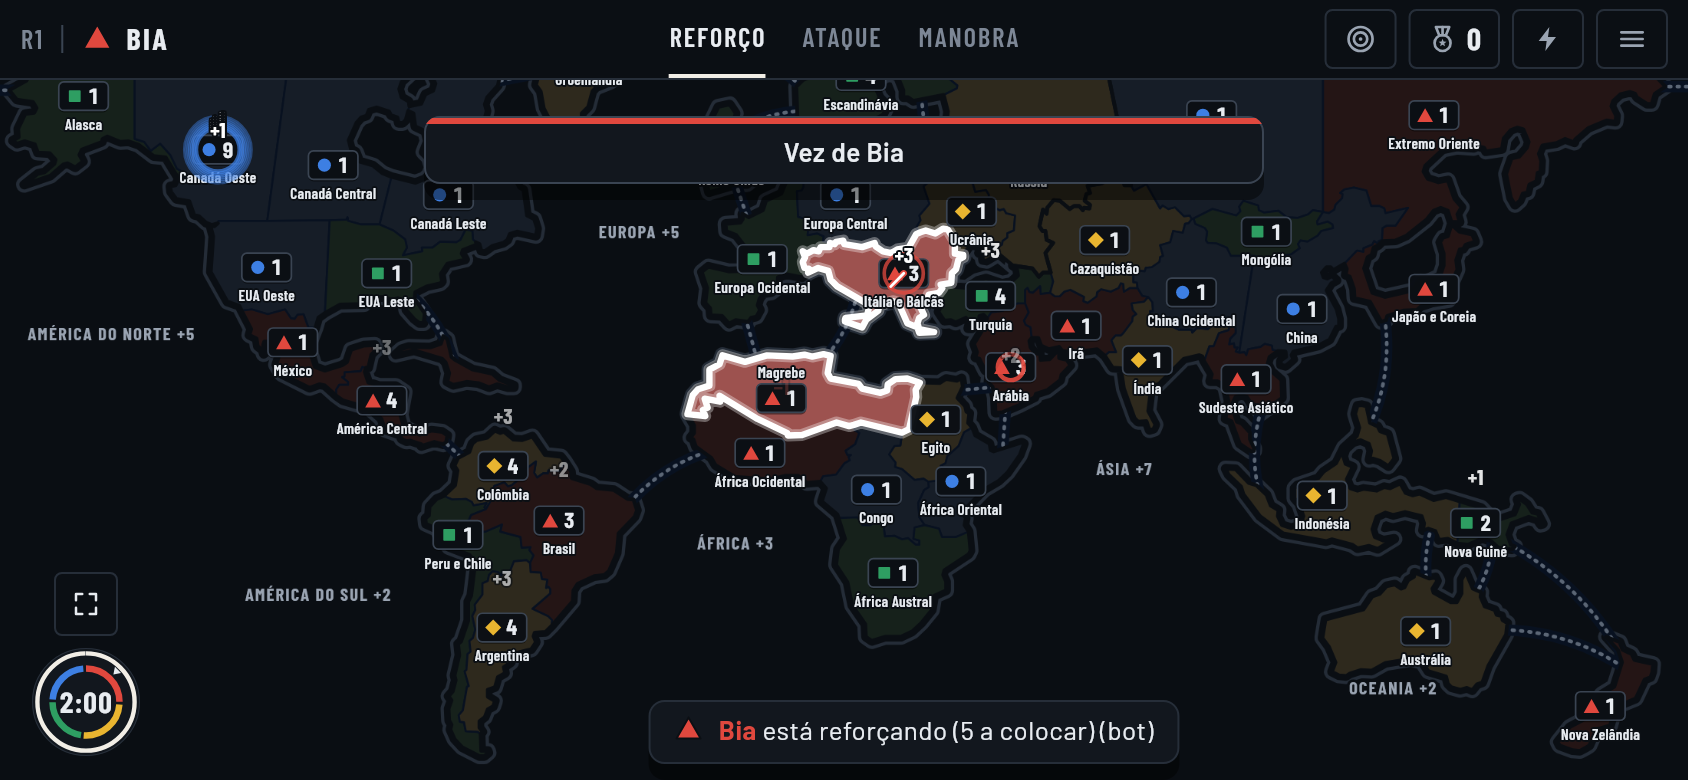 R1 BIA REFORÇO ATAQUE MANOBRA 0
Groenlândia
4
Escandinávia
1
Alasca
Vez de Bia
1
1
Extremo Oriente
+1
9
Canadá Oeste
1
Canadá Central
1
Canadá Leste
Rússia
1
Europa Central
EUROPA +5
1
Ucrânia
+3
1
Cazaquistão
1
Mongólia
1
EUA Oeste
1
EUA Leste
1
Europa Ocidental
+3
3
Itália e Bálcãs
4
Turquia
1
China Ocidental
1
China
1
Japão e Coreia
AMÉRICA DO NORTE +5
1
México
+3
4
América Central
1
Irã
+2
3
Arábia
1
Índia
1
Sudeste Asiático
Magrebe
1
1
Egito
+3
4
Colômbia
+2
3
Brasil
1
África Ocidental
1
Congo
1
África Oriental
ÁSIA +7
1
Indonésia
+1
2
Nova Guiné
1
Peru e Chile
ÁFRICA +3
1
África Austral
AMÉRICA DO SUL +2
+3
4
Argentina
1
Austrália
OCEANIA +2
1
Nova Zelândia
2:00
Bia está reforçando (5 a colocar) (bot)